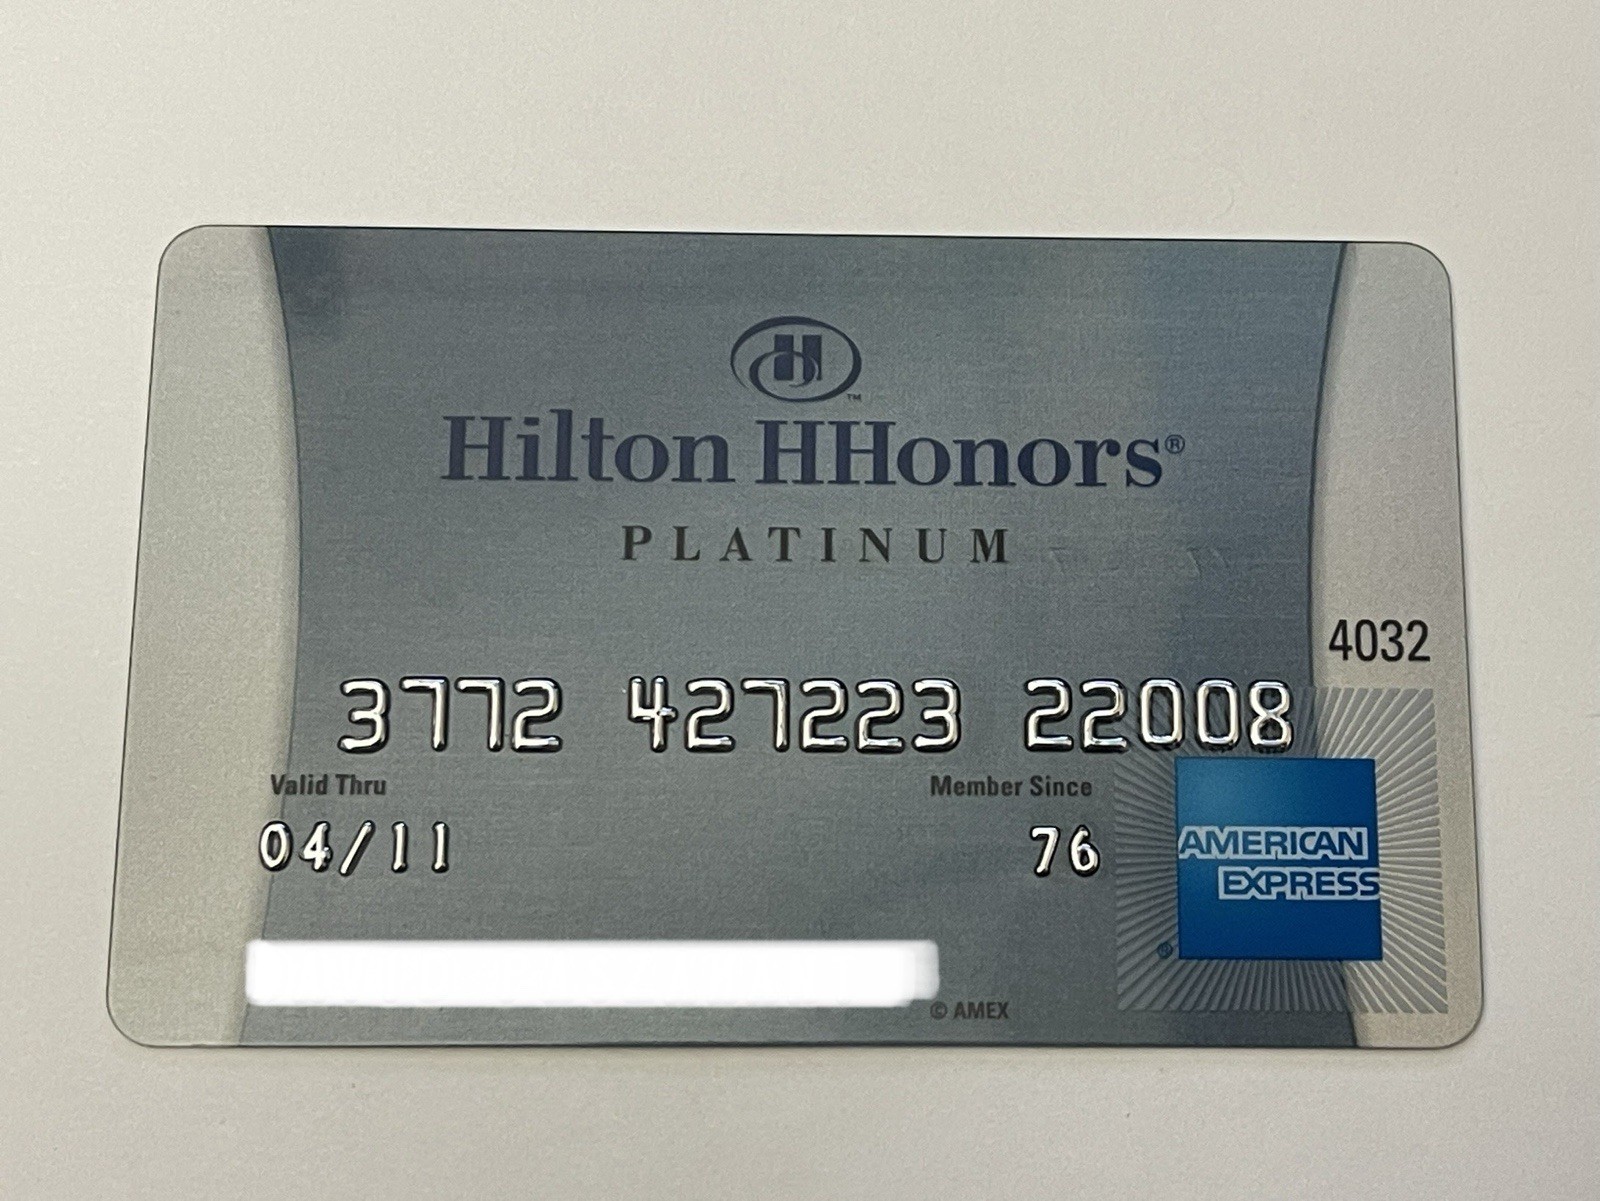 Hilton HHonors®
PLATINUM
4032
3772 427223 22008
Valid Thru Member Since
04/11 76
AMERICAN
EXPRESS
®
© AMEX